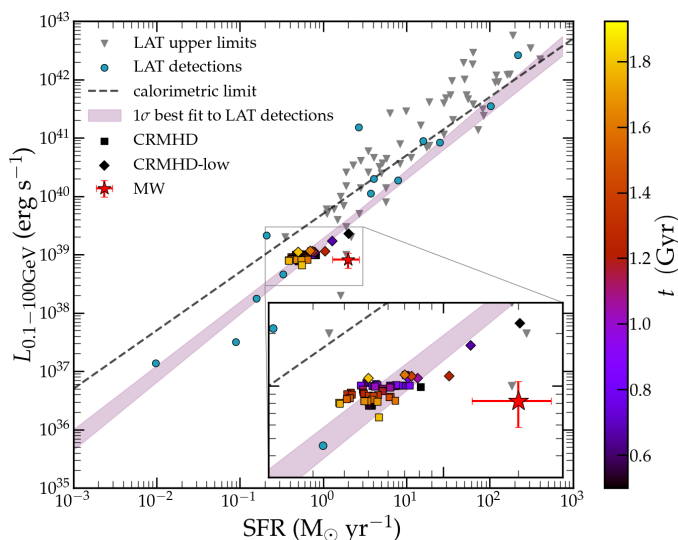 10^43
10^42
10^41
10^40
10^39
10^38
10^37
10^36
10^35
L_0.1−100GeV (erg s^−1)
LAT upper limits
LAT detections
calorimetric limit
1σ best fit to LAT detections
CRMHD
CRMHD-low
MW
10^−3 10^−2 10^−1 10^0 10^1 10^2 10^3
SFR (M_⊙ yr^−1)
1.8
1.6
1.4
1.2
1.0
0.8
0.6
t (Gyr)